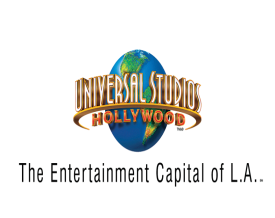 UNIVERSAL STUDIOS
HOLLYWOOD
The Entertainment Capital of L.A.